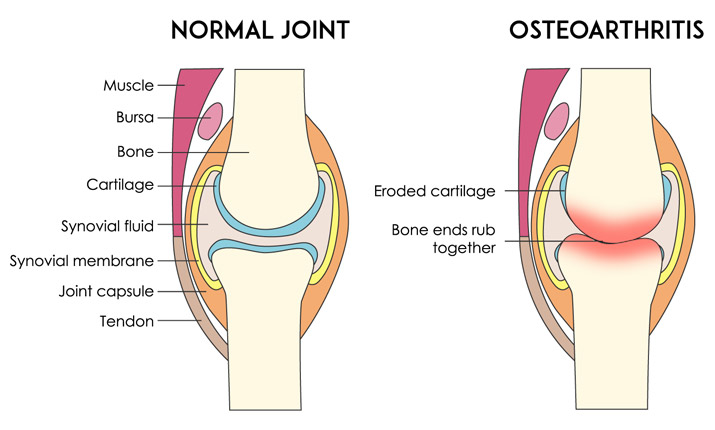 NORMAL JOINT
Muscle
Bursa
Bone
Cartilage
Synovial fluid
Synovial membrane
Joint capsule
Tendon
OSTEOARTHRITIS
Eroded cartilage
Bone ends rub
together